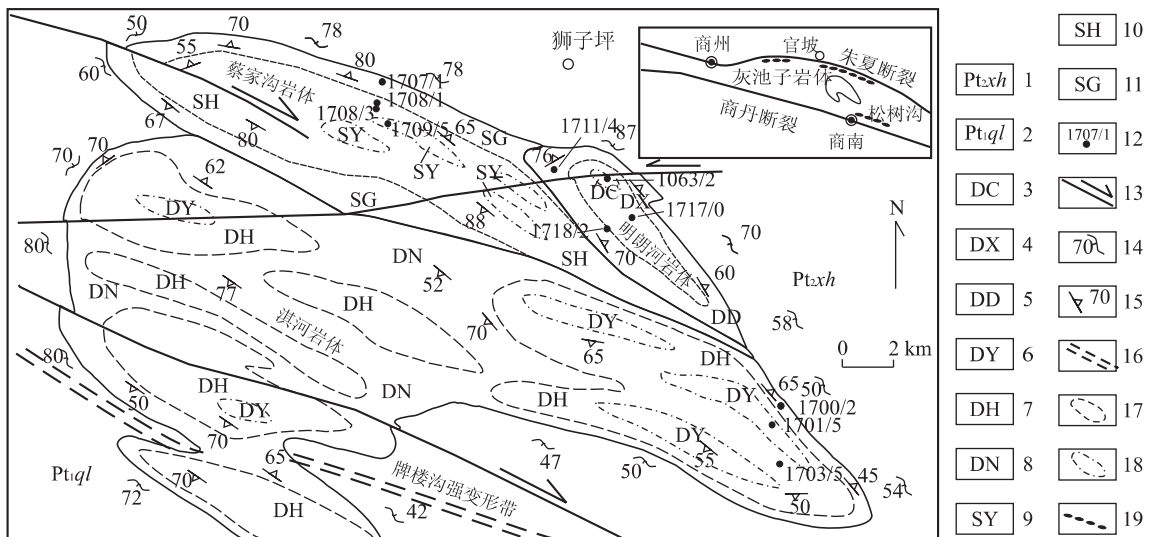 50
70
78
狮子坪
55
80
60
蔡家沟岩体
1707/1
78
SH
1708/1
1708/3
67
80
SY
1709/5
65
SG
1711/4
87
70
70
62
SY
SY
76
1063/2
DC
DX
SG
DY
88
1717/0
1718/2
DH
80
DN
SH
70
明朗河岩体
70
DN
DH
77
52
60
Pt₂xh
DH
DD
淇河岩体
70
DY
58
65
DH
80
DH
DN
DH
DY
65
50
50
DY
1700/2
1701/5
70
DY
55
47
50
1703/5
45
54
50
Pt₁ql
65
70
72
牌楼沟强变形带
DH
42
N
0 2 km
商州
官坡
朱夏断裂
灰池子岩体
商丹断裂
松树沟
商南
Pt₂xh 1
Pt₁ql 2
DC 3
DX 4
DD 5
DY 6
DH 7
DN 8
SY 9
SH 10
SG 11
1707/1 12
13
70 14
70 15
16
17
18
19